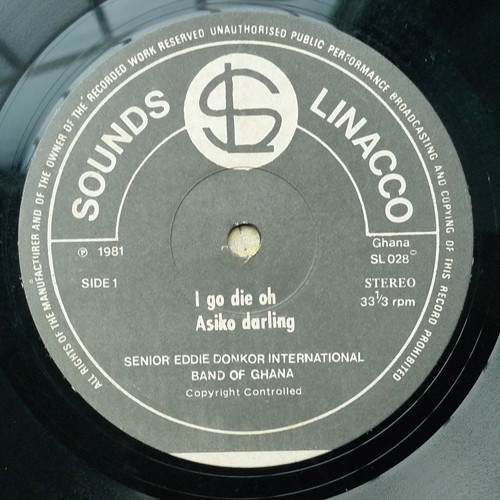 ALL RIGHTS OF THE MANUFACTURER AND OF THE OWNER OF THE RECORDED WORK RESERVED UNAUTHORISED PUBLIC PERFORMANCE BROADCASTING AND COPYING OF THIS RECORD PROHIBITED
SOUNDS LINACCO
SL
℗ 1981
Ghana
SL 028
SIDE 1
STEREO
33⅓ rpm
I go die oh
Asiko darling
SENIOR EDDIE DONKOR INTERNATIONAL
BAND OF GHANA
Copyright Controlled